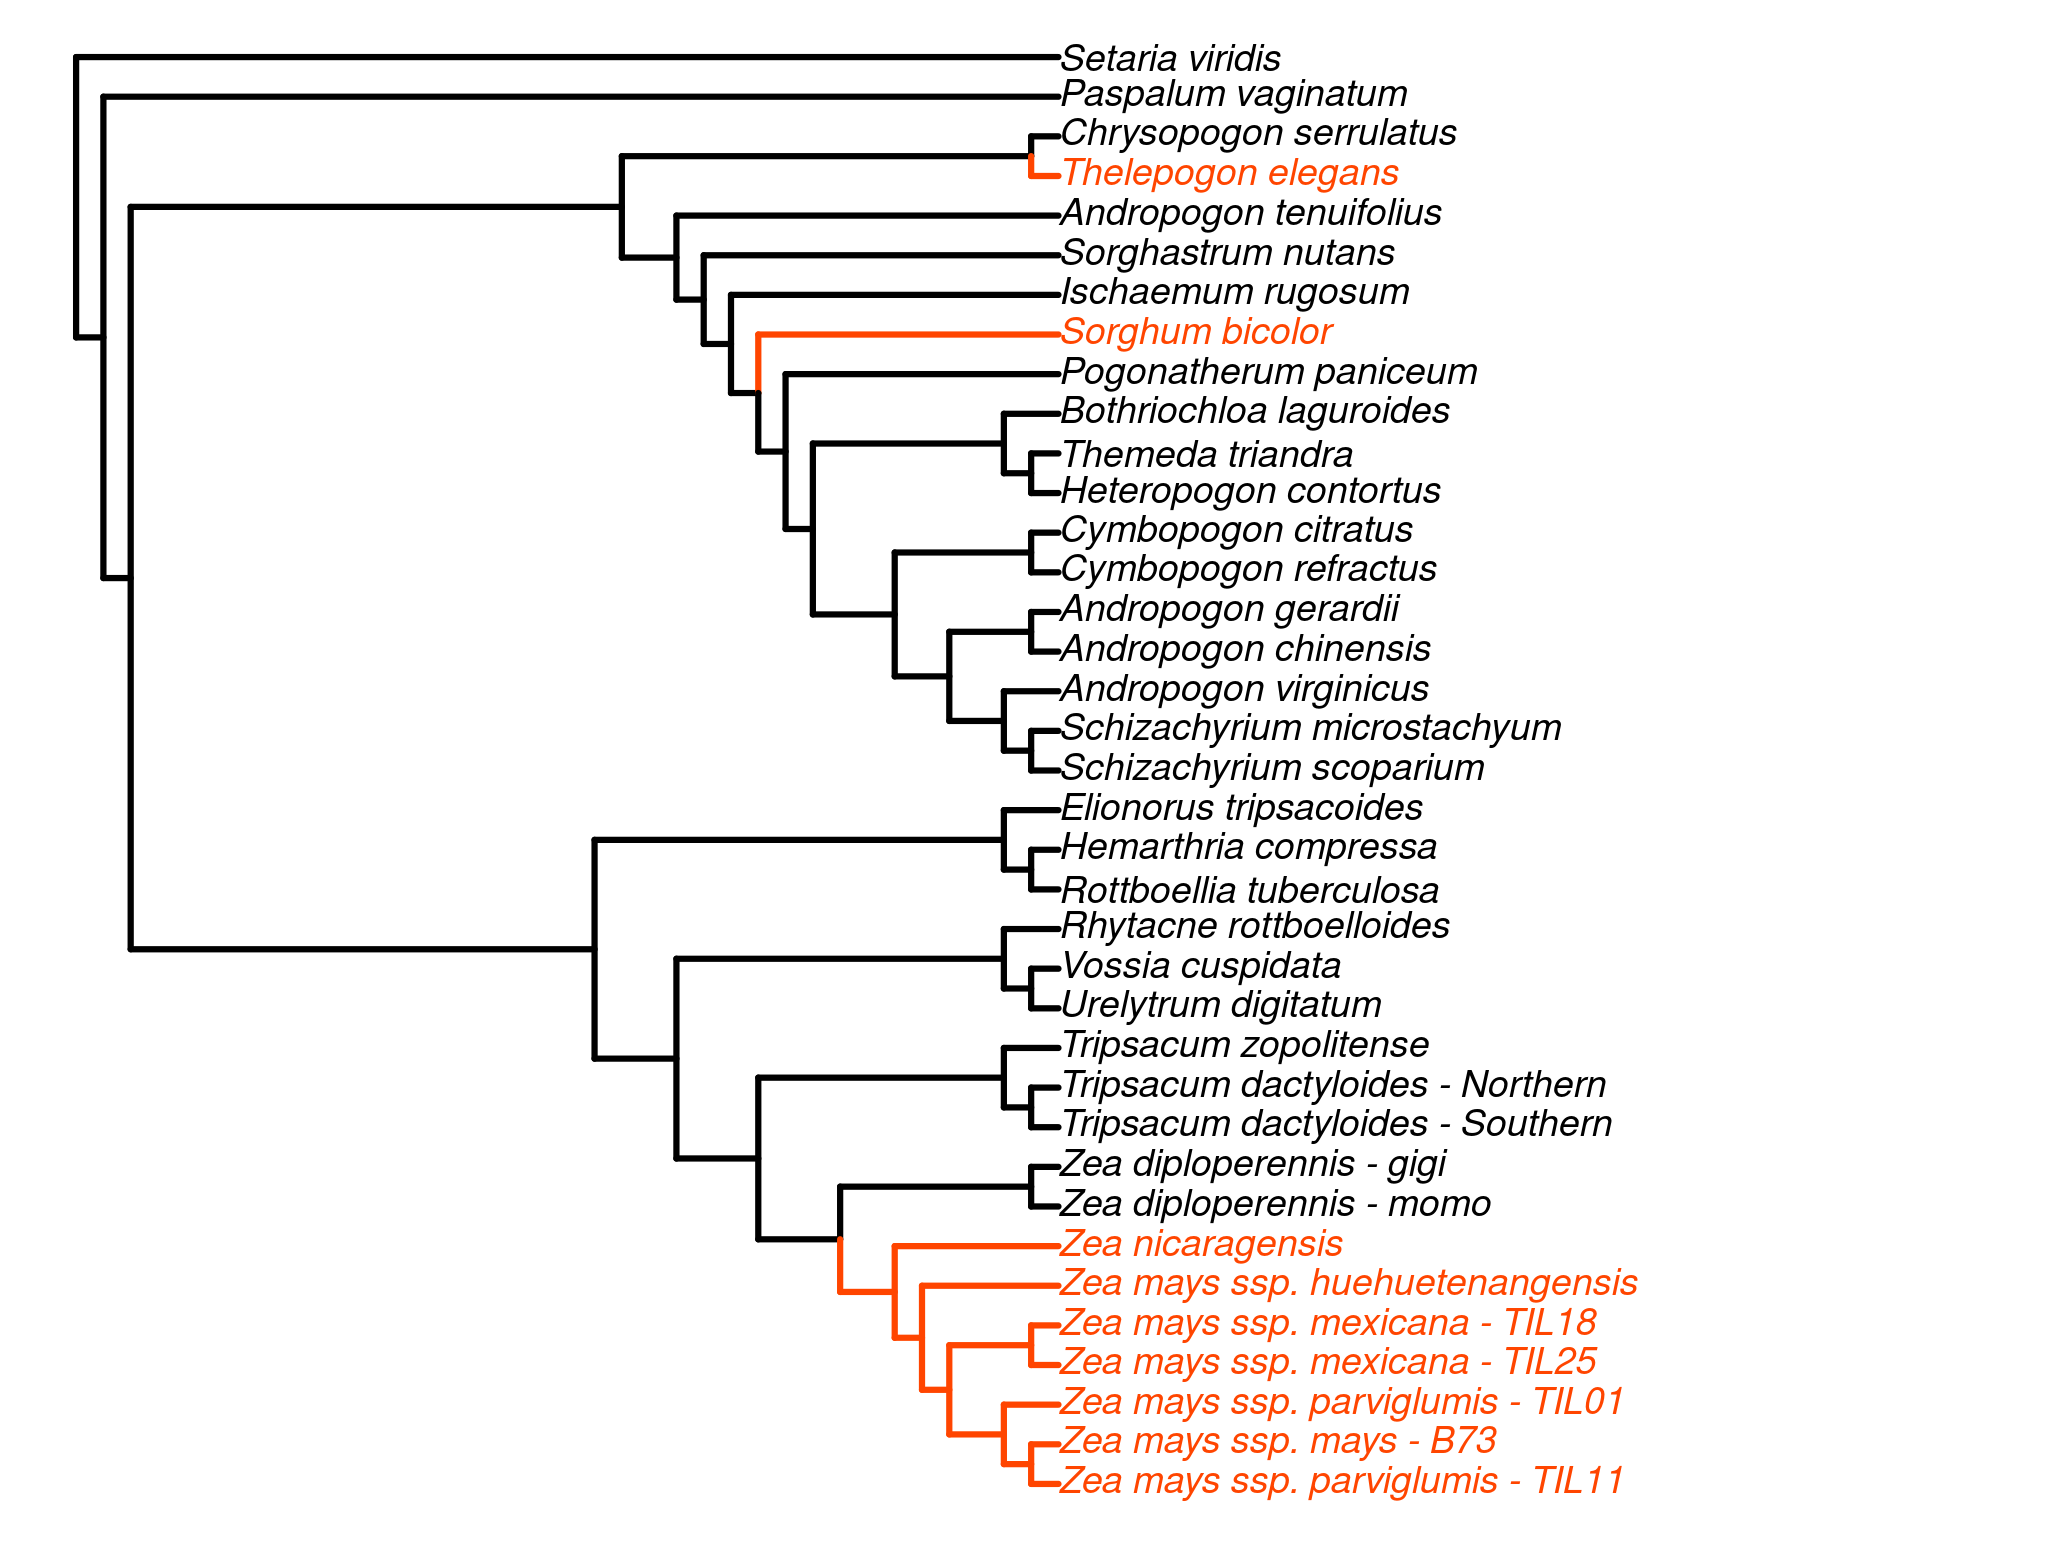 Setaria viridis
Paspalum vaginatum
Chrysopogon serrulatus
Thelepogon elegans
Andropogon tenuifolius
Sorghastrum nutans
Ischaemum rugosum
Sorghum bicolor
Pogonatherum paniceum
Bothriochloa laguroides
Themeda triandra
Heteropogon contortus
Cymbopogon citratus
Cymbopogon refractus
Andropogon gerardii
Andropogon chinensis
Andropogon virginicus
Schizachyrium microstachyum
Schizachyrium scoparium
Elionorus tripsacoides
Hemarthria compressa
Rottboellia tuberculosa
Rhytacne rottboelloides
Vossia cuspidata
Urelytrum digitatum
Tripsacum zopolitense
Tripsacum dactyloides - Northern
Tripsacum dactyloides - Southern
Zea diploperennis - gigi
Zea diploperennis - momo
Zea nicaragensis
Zea mays ssp. huehuetenangensis
Zea mays ssp. mexicana - TIL18
Zea mays ssp. mexicana - TIL25
Zea mays ssp. parviglumis - TIL01
Zea mays ssp. mays - B73
Zea mays ssp. parviglumis - TIL11